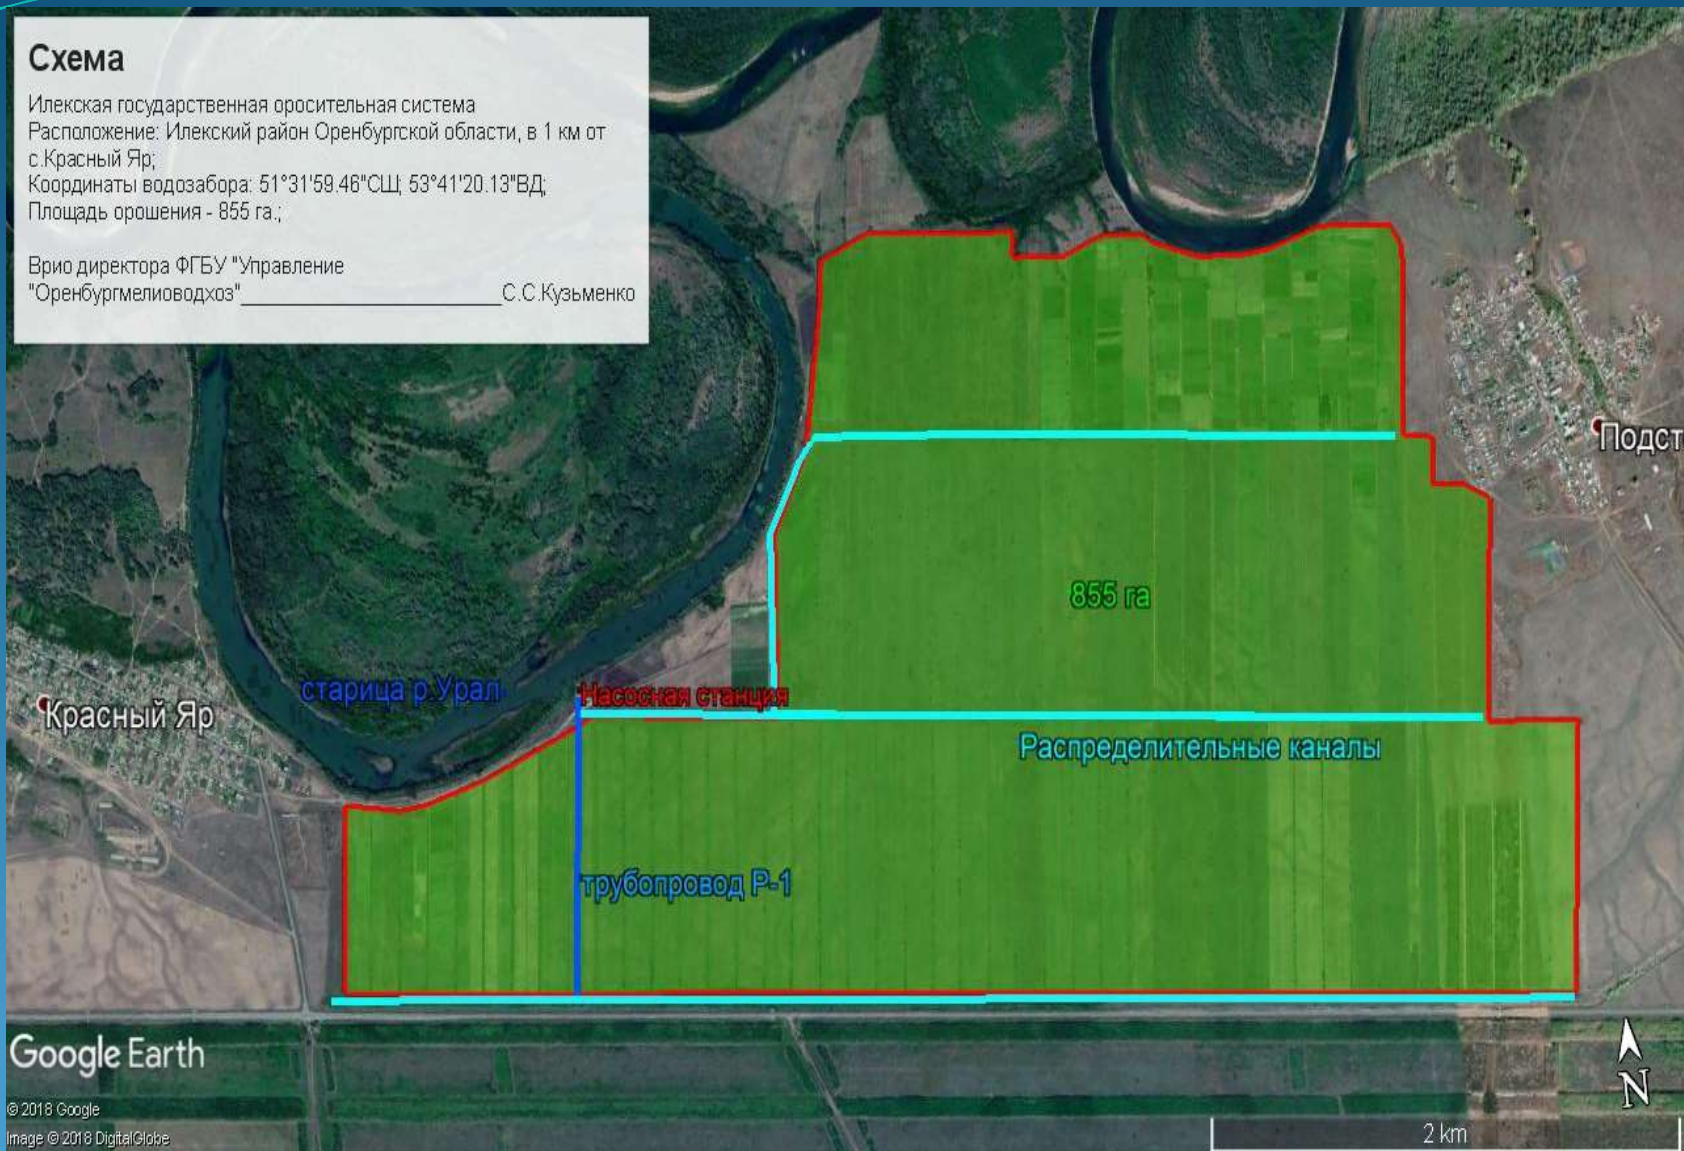 Схема
Илекская государственная оросительная система
Расположение: Илекский район Оренбургской области, в 1 км от
с.Красный Яр;
Координаты водозабора: 51°31'59.46"СШ; 53°41'20.13"ВД;
Площадь орошения - 855 га.;
Врио директора ФГБУ "Управление
"Оренбургмелиоводхоз"____________________________С.С.Кузьменко
Подст
855 га
старица р.Урал
Насосная станция
Красный Яр
Распределительные каналы
трубопровод Р-1
Google Earth
N
© 2018 Google
Image © 2018 DigitalGlobe
2 km